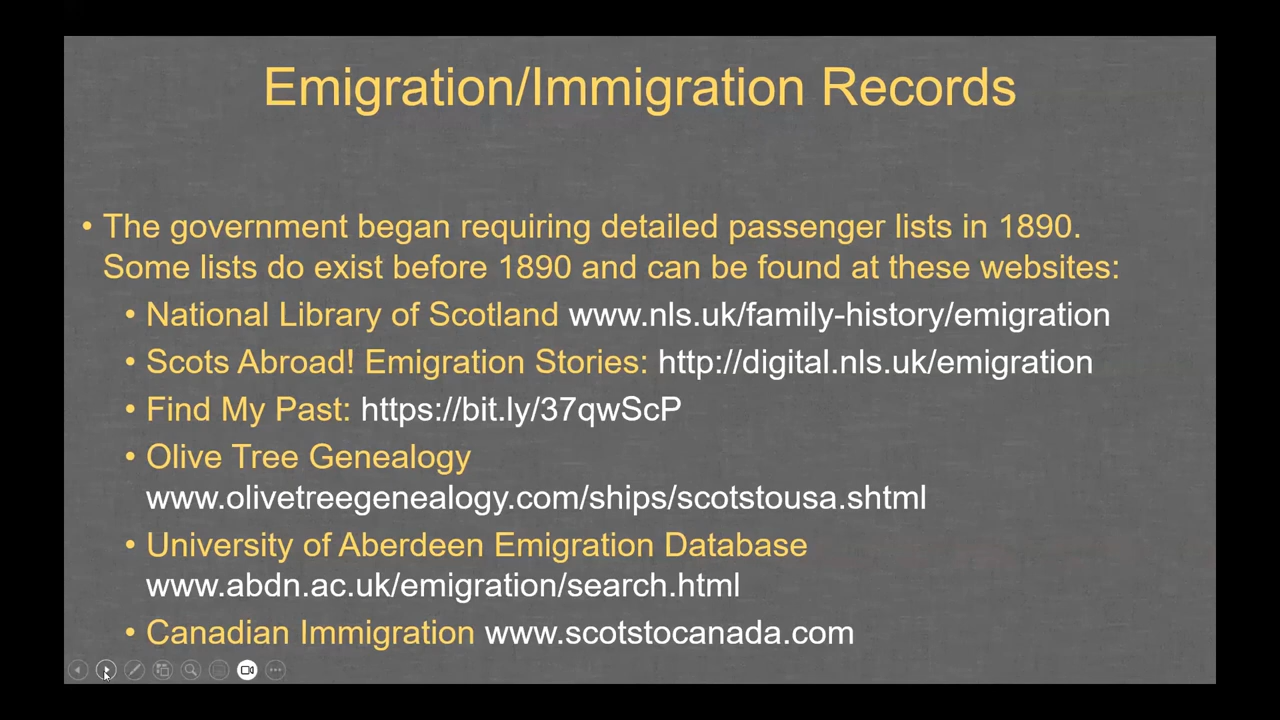 Emigration/Immigration Records
• The government began requiring detailed passenger lists in 1890.
Some lists do exist before 1890 and can be found at these websites:
• National Library of Scotland www.nls.uk/family-history/emigration
• Scots Abroad! Emigration Stories: http://digital.nls.uk/emigration
• Find My Past: https://bit.ly/37qwScP
• Olive Tree Genealogy
www.olivetreegenealogy.com/ships/scotstousa.shtml
• University of Aberdeen Emigration Database
www.abdn.ac.uk/emigration/search.html
• Canadian Immigration www.scotstocanada.com